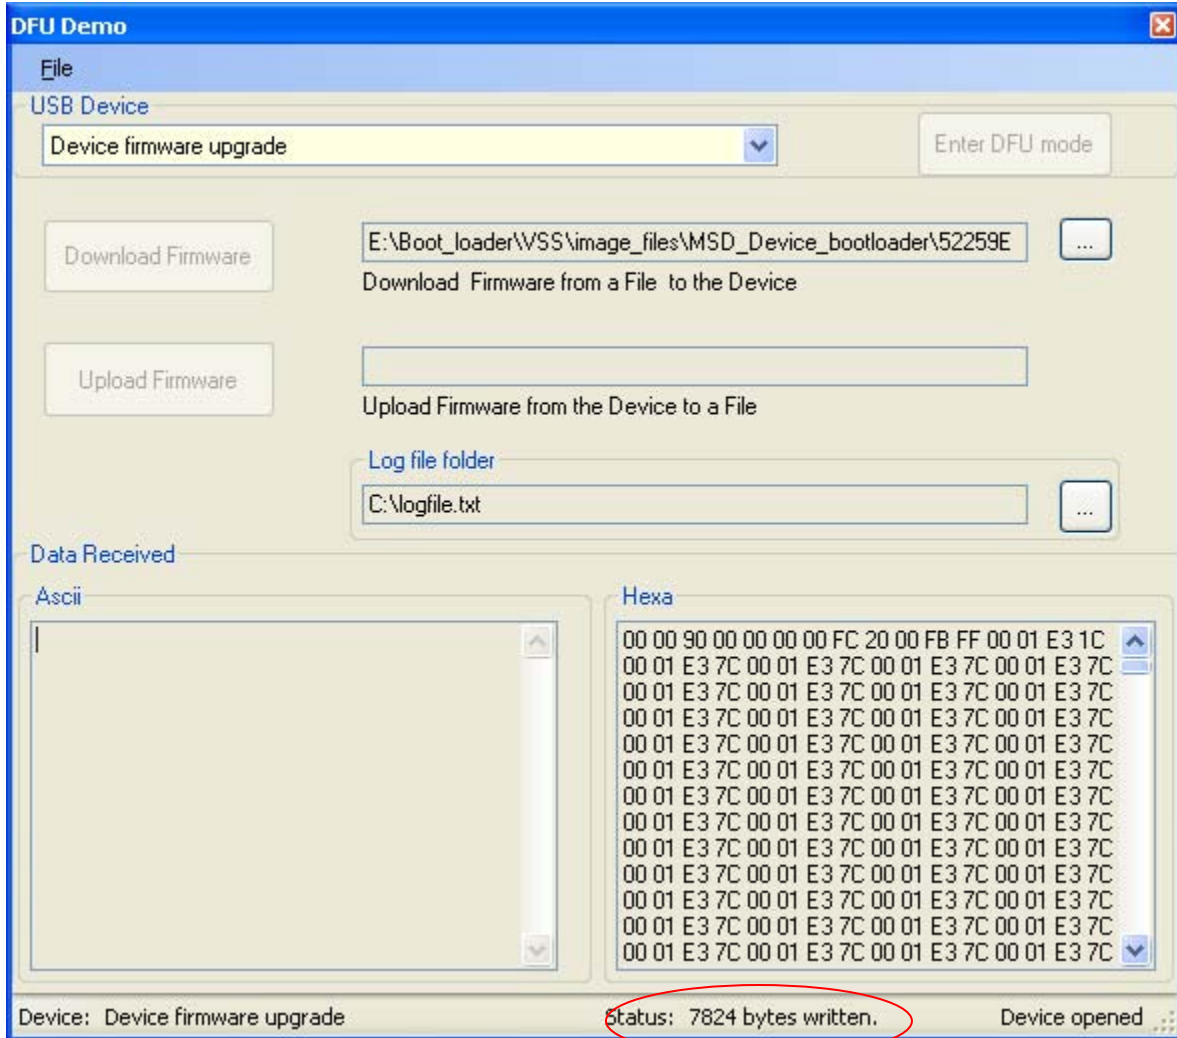 DFU Demo
File
USB Device
Device firmware upgrade
Enter DFU mode
Download Firmware
E:\Boot_loader\VSS\image_files\MSD_Device_bootloader\52259E
...
Download  Firmware from a File  to the Device
Upload Firmware
Upload Firmware from the Device to a File
Log file folder
C:\logfile.txt
...
Data Received
Ascii
Hexa
00 00 90 00 00 00 00 FC 20 00 FB FF 00 01 E3 1C
00 01 E3 7C 00 01 E3 7C 00 01 E3 7C 00 01 E3 7C
00 01 E3 7C 00 01 E3 7C 00 01 E3 7C 00 01 E3 7C
00 01 E3 7C 00 01 E3 7C 00 01 E3 7C 00 01 E3 7C
00 01 E3 7C 00 01 E3 7C 00 01 E3 7C 00 01 E3 7C
00 01 E3 7C 00 01 E3 7C 00 01 E3 7C 00 01 E3 7C
00 01 E3 7C 00 01 E3 7C 00 01 E3 7C 00 01 E3 7C
00 01 E3 7C 00 01 E3 7C 00 01 E3 7C 00 01 E3 7C
00 01 E3 7C 00 01 E3 7C 00 01 E3 7C 00 01 E3 7C
00 01 E3 7C 00 01 E3 7C 00 01 E3 7C 00 01 E3 7C
00 01 E3 7C 00 01 E3 7C 00 01 E3 7C 00 01 E3 7C
00 01 E3 7C 00 01 E3 7C 00 01 E3 7C 00 01 E3 7C
00 01 E3 7C 00 01 E3 7C 00 01 E3 7C 00 01 E3 7C
Device:  Device firmware upgrade
Status:  7824 bytes written.
Device opened